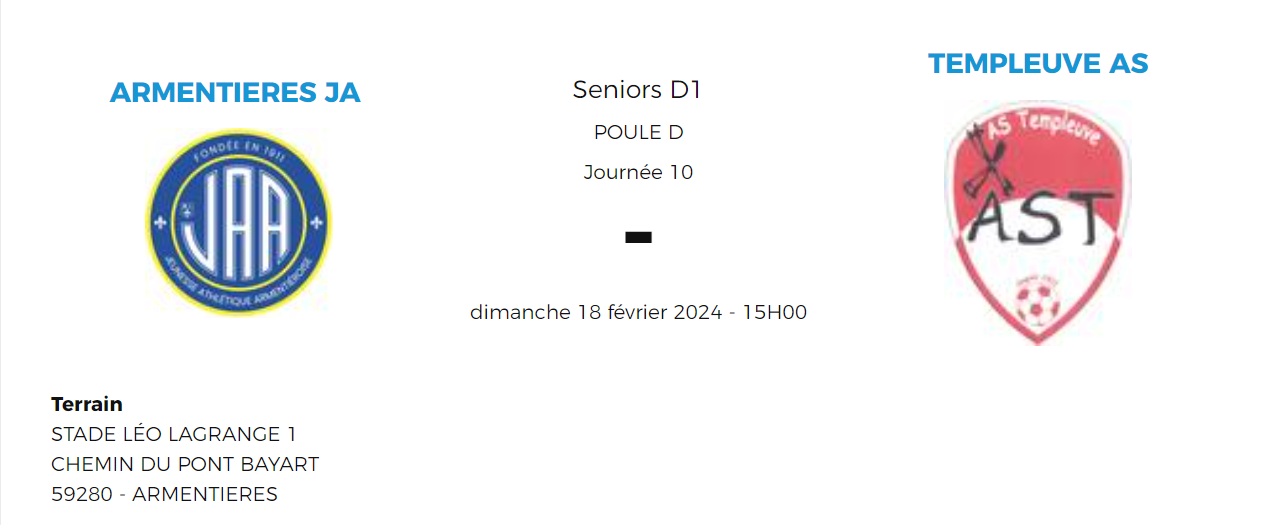 ARMENTIERES JA
FONDÉE EN 1911
JAA
JEUNESSE ATHLÉTIQUE ARMENTIÉROISE
Seniors D1
POULE D
Journée 10
-
dimanche 18 février 2024 - 15H00
TEMPLEUVE AS
AS Templeuve
AST
Terrain
STADE LÉO LAGRANGE 1
CHEMIN DU PONT BAYART
59280 - ARMENTIERES